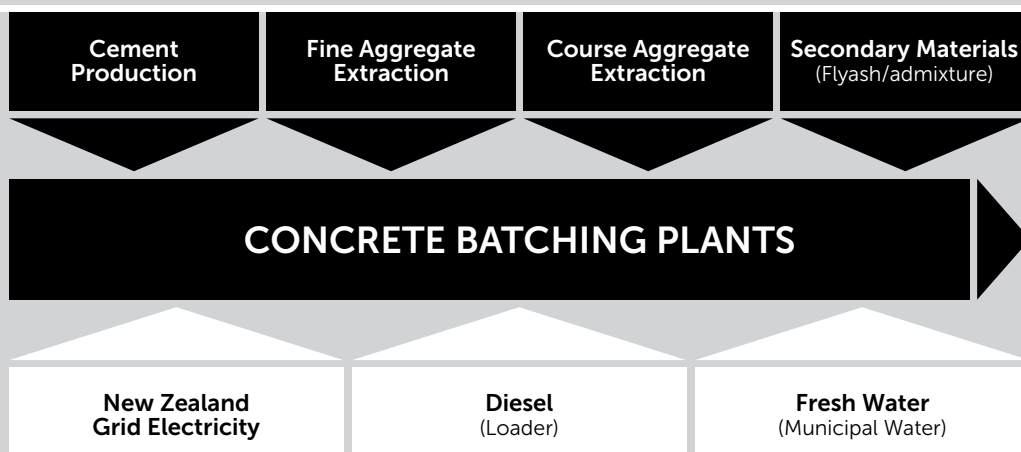 Cement
Production
Fine Aggregate
Extraction
Course Aggregate
Extraction
Secondary Materials
(Flyash/admixture)
CONCRETE BATCHING PLANTS
New Zealand
Grid Electricity
Diesel
(Loader)
Fresh Water
(Municipal Water)